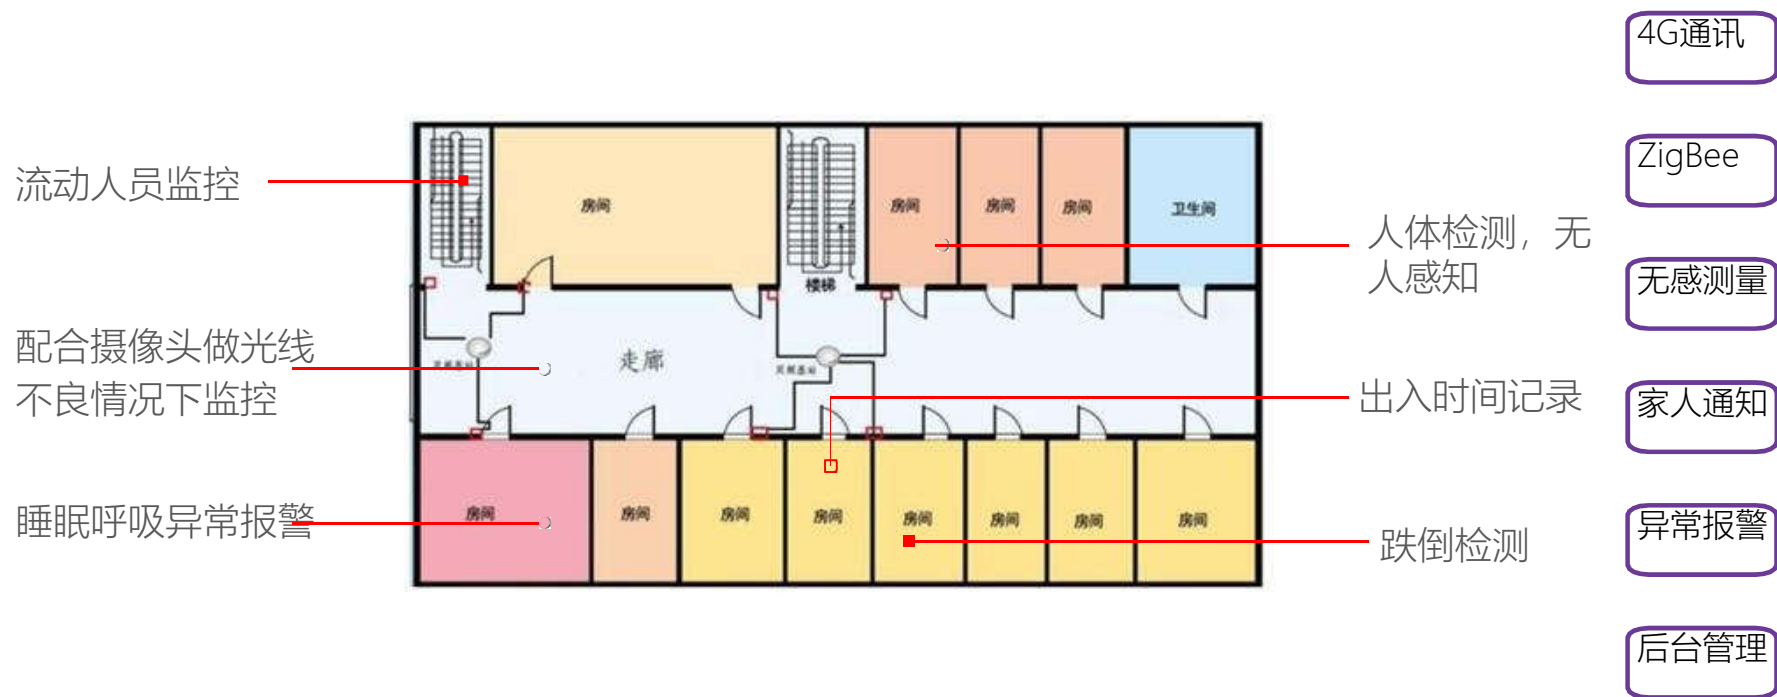 4G通讯
流动人员监控
ZigBee
房间
房间
房间
房间
卫生间
人体检测，无
人感知
无感测量
楼梯
配合摄像头做光线
不良情况下监控
走廊
出入时间记录
家人通知
睡眠呼吸异常报警
房间
房间
房间
房间
房间
房间
房间
房间
跌倒检测
异常报警
后台管理